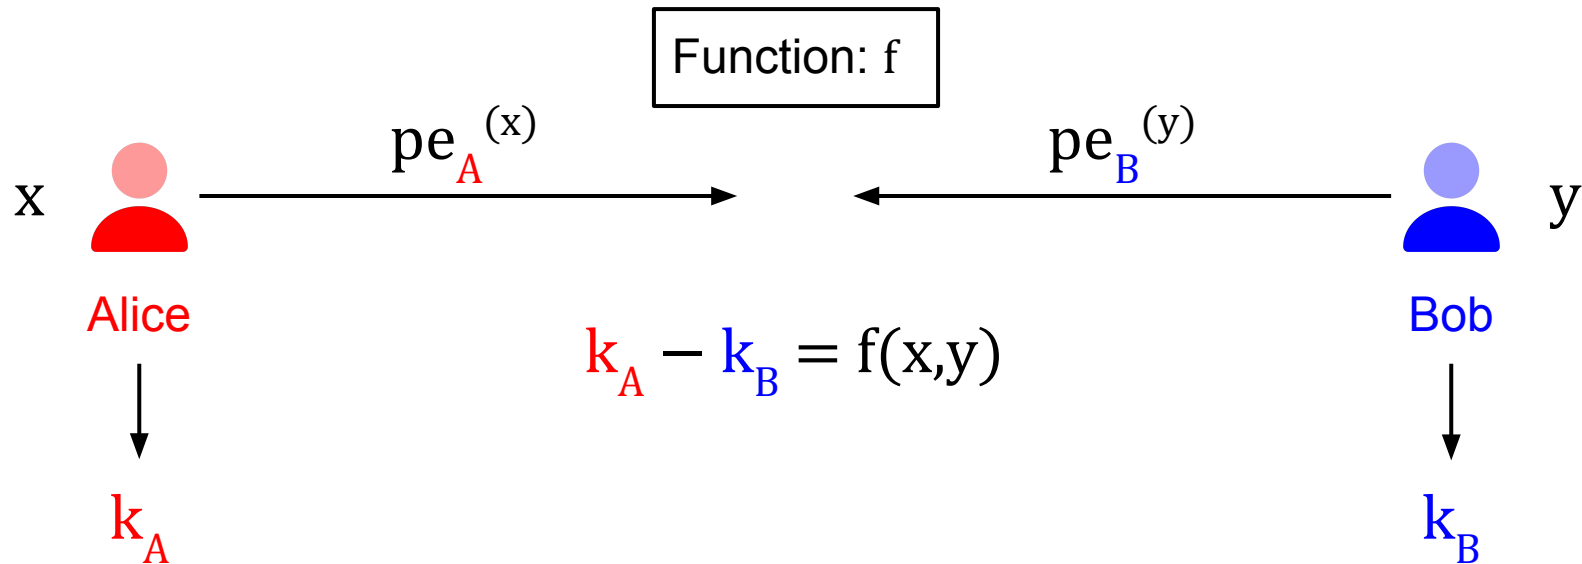 Function: f
pe_A^(x)
pe_B^(y)
x
y
Alice
Bob
k_A − k_B = f(x,y)
k_A
k_B